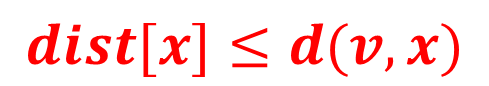 dist[x] ≤ d(v, x)